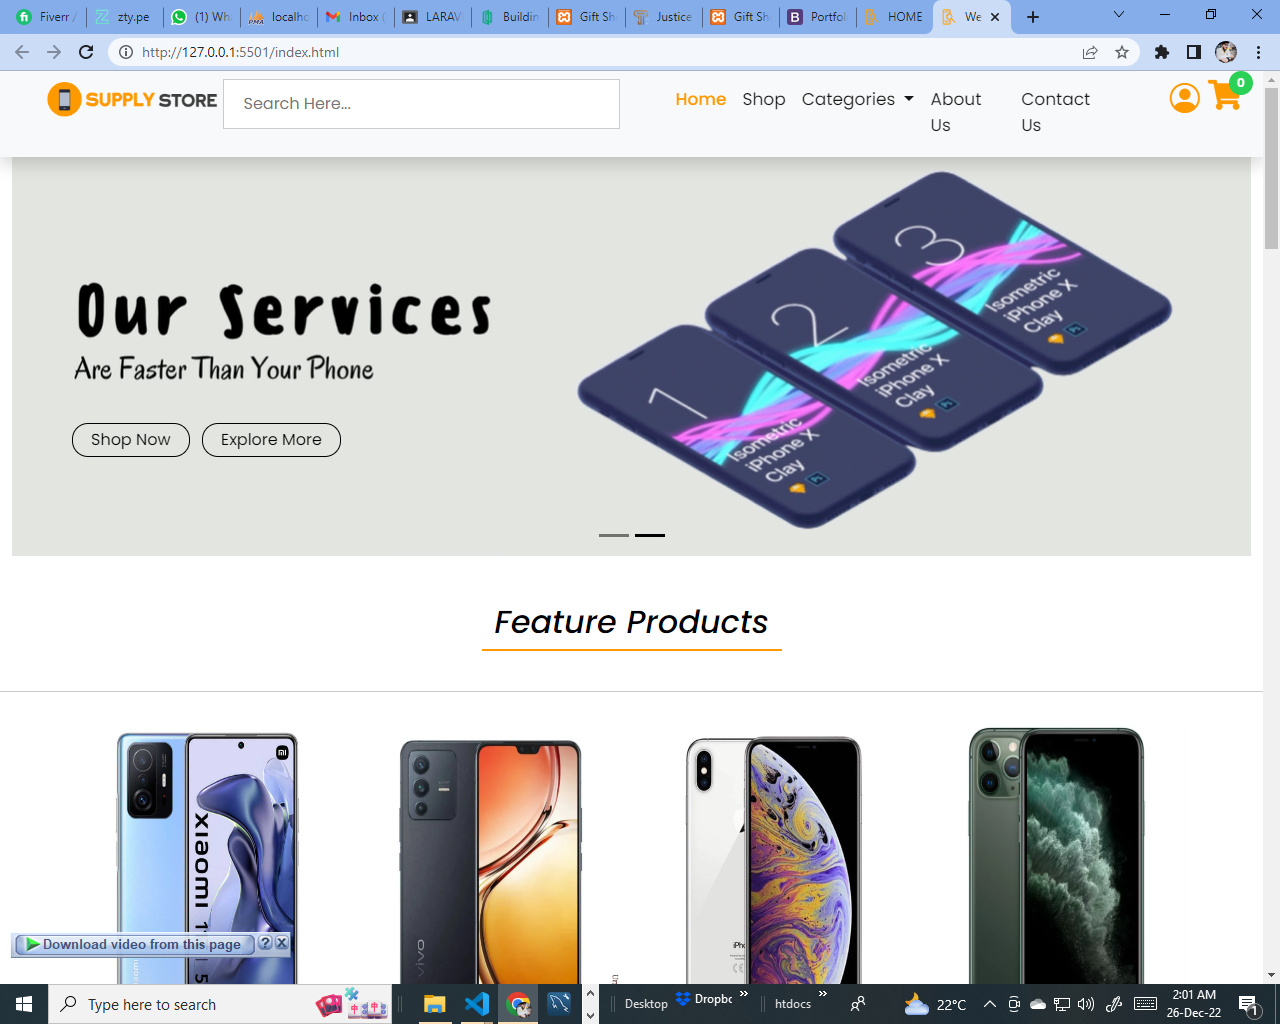 Fiverr /
zty.pe
(1) Wha
localho
Inbox (
LARAV
Buildin
Gift Sh
Justice
Gift Sh
Portfol
HOME
We
http://127.0.0.1:5501/index.html
SUPPLY STORE
Search Here...
Home
Shop
Categories
About Us
Contact Us
0
Our Services
Are Faster Than Your Phone
Shop Now
Explore More
1
Isometric
iPhone X
Clay
2
Isometric
iPhone X
Clay
3
Isometric
iPhone X
Clay
Feature Products
xiaomi 11
vivo
Download video from this page
Type here to search
Desktop
Dropbc
htdocs
22°C
2:01 AM
26-Dec-22
1